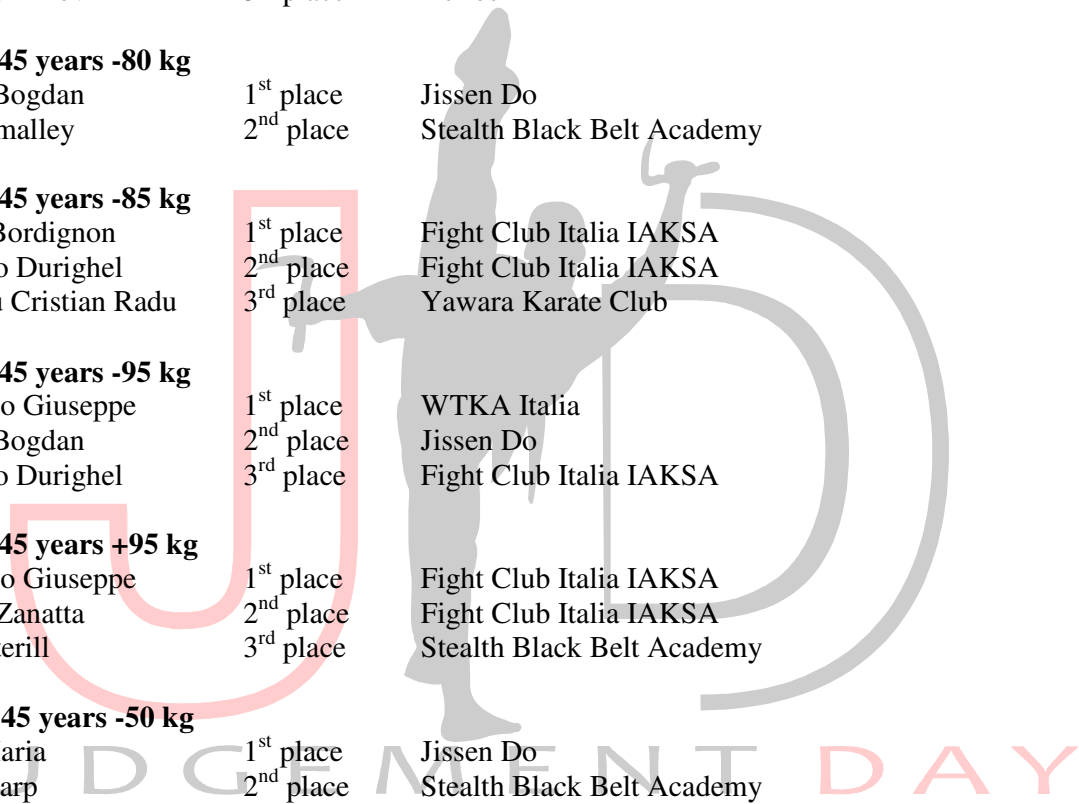 45 years -80 kg
Bogdan 1st place Jissen Do
malley 2nd place Stealth Black Belt Academy
45 years -85 kg
Bordignon 1st place Fight Club Italia IAKSA
o Durighel 2nd place Fight Club Italia IAKSA
Cristian Radu 3rd place Yawara Karate Club
45 years -95 kg
o Giuseppe 1st place WTKA Italia
Bogdan 2nd place Jissen Do
o Durighel 3rd place Fight Club Italia IAKSA
45 years +95 kg
o Giuseppe 1st place Fight Club Italia IAKSA
Zanatta 2nd place Fight Club Italia IAKSA
erill 3rd place Stealth Black Belt Academy
45 years -50 kg
aria 1st place Jissen Do
arp 2nd place Stealth Black Belt Academy
JD
UDGEMENT DAY